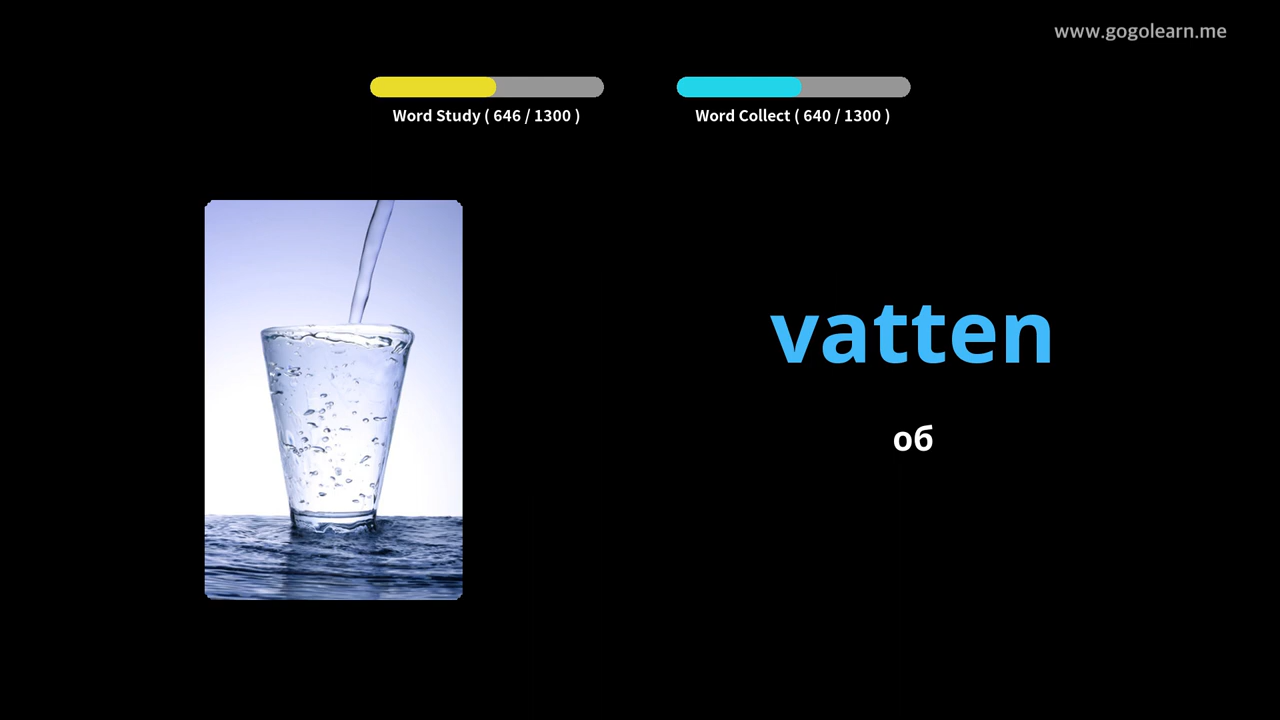 www.gogolearn.me
Word Study ( 646 / 1300 )
Word Collect ( 640 / 1300 )
vatten
об